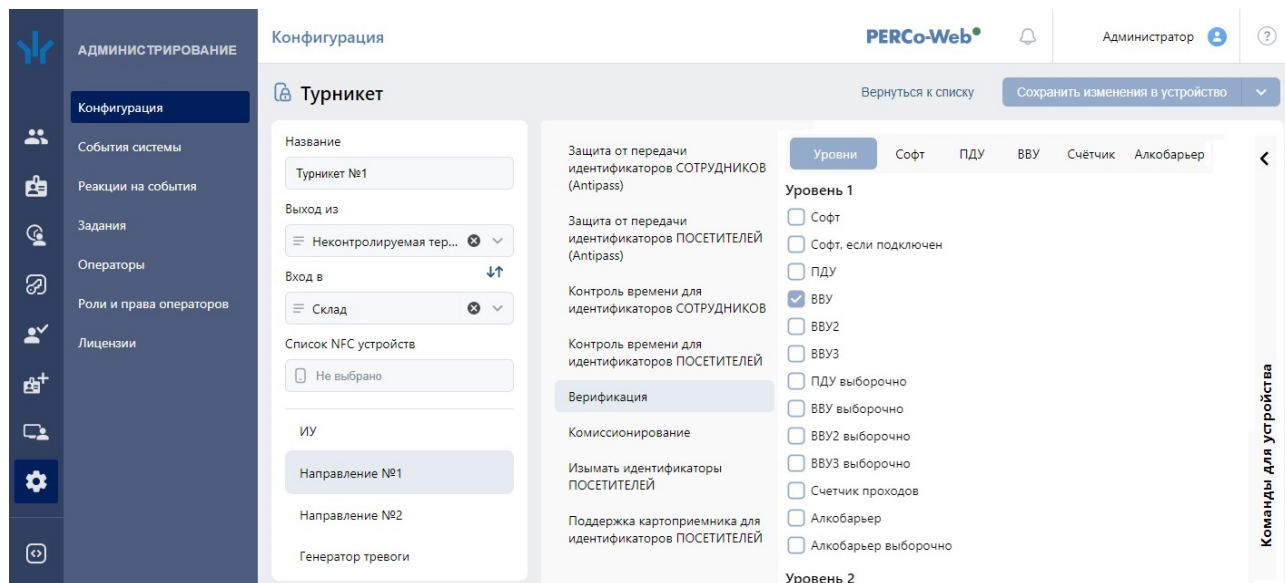 АДМИНИСТРИРОВАНИЕ
Конфигурация
События системы
Реакции на события
Задания
Операторы
Роли и права операторов
Лицензии
Конфигурация
PERCo-Web
Администратор
?
Турникет
Вернуться к списку
Сохранить изменения в устройство
Название
Турникет №1
Выход из
Неконтролируемая тер...
Вход в
Склад
Список NFC устройств
Не выбрано
ИУ
Направление №1
Направление №2
Генератор тревоги
Защита от передачи
идентификаторов СОТРУДНИКОВ
(Antipass)
Защита от передачи
идентификаторов ПОСЕТИТЕЛЕЙ
(Antipass)
Контроль времени для
идентификаторов СОТРУДНИКОВ
Контроль времени для
идентификаторов ПОСЕТИТЕЛЕЙ
Верификация
Комиссионирование
Изымать идентификаторы
ПОСЕТИТЕЛЕЙ
Поддержка картоприемника для
идентификаторов ПОСЕТИТЕЛЕЙ
Уровни Софт ПДУ ВВУ Счётчик Алкобарьер
Уровень 1
Софт
Софт, если подключен
ПДУ
ВВУ
ВВУ2
ВВУ3
ПДУ выборочно
ВВУ выборочно
ВВУ2 выборочно
ВВУ3 выборочно
Счетчик проходов
Алкобарьер
Алкобарьер выборочно
Уровень 2
Команды для устройства